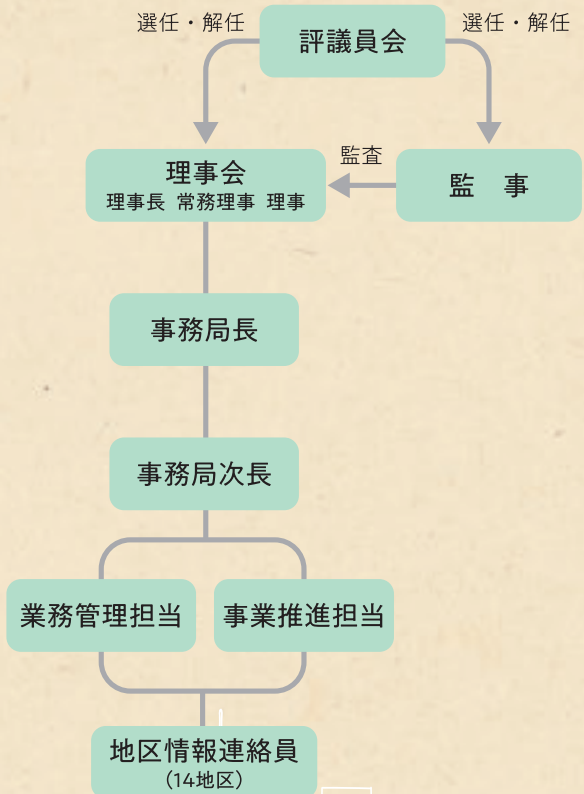 選任・解任
評議員会
選任・解任
理事会
理事長 常務理事 理事
監査
監　事
事務局長
事務局次長
業務管理担当
事業推進担当
地区情報連絡員
（14地区）